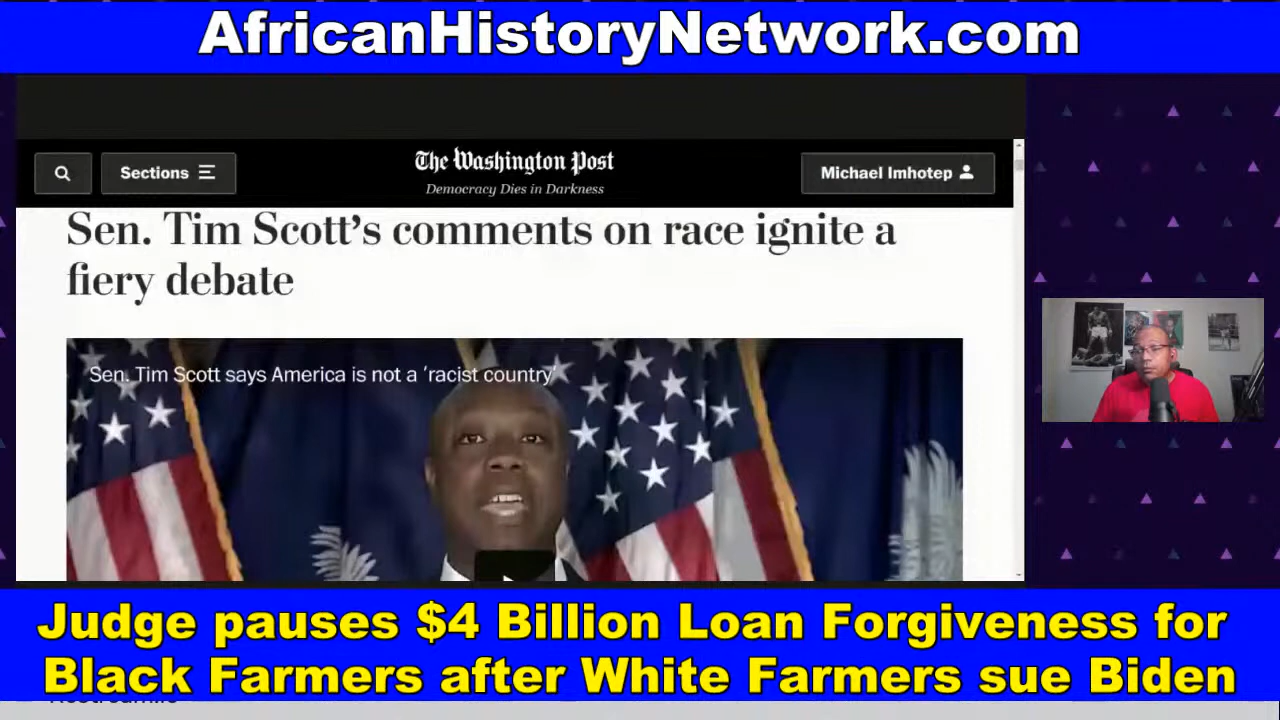 AfricanHistoryNetwork.com
Sections
The Washington Post
Democracy Dies in Darkness
Michael Imhotep
Sen. Tim Scott's comments on race ignite a
fiery debate
Sen. Tim Scott says America is not a 'racist country'
Judge pauses $4 Billion Loan Forgiveness for
Black Farmers after White Farmers sue Biden